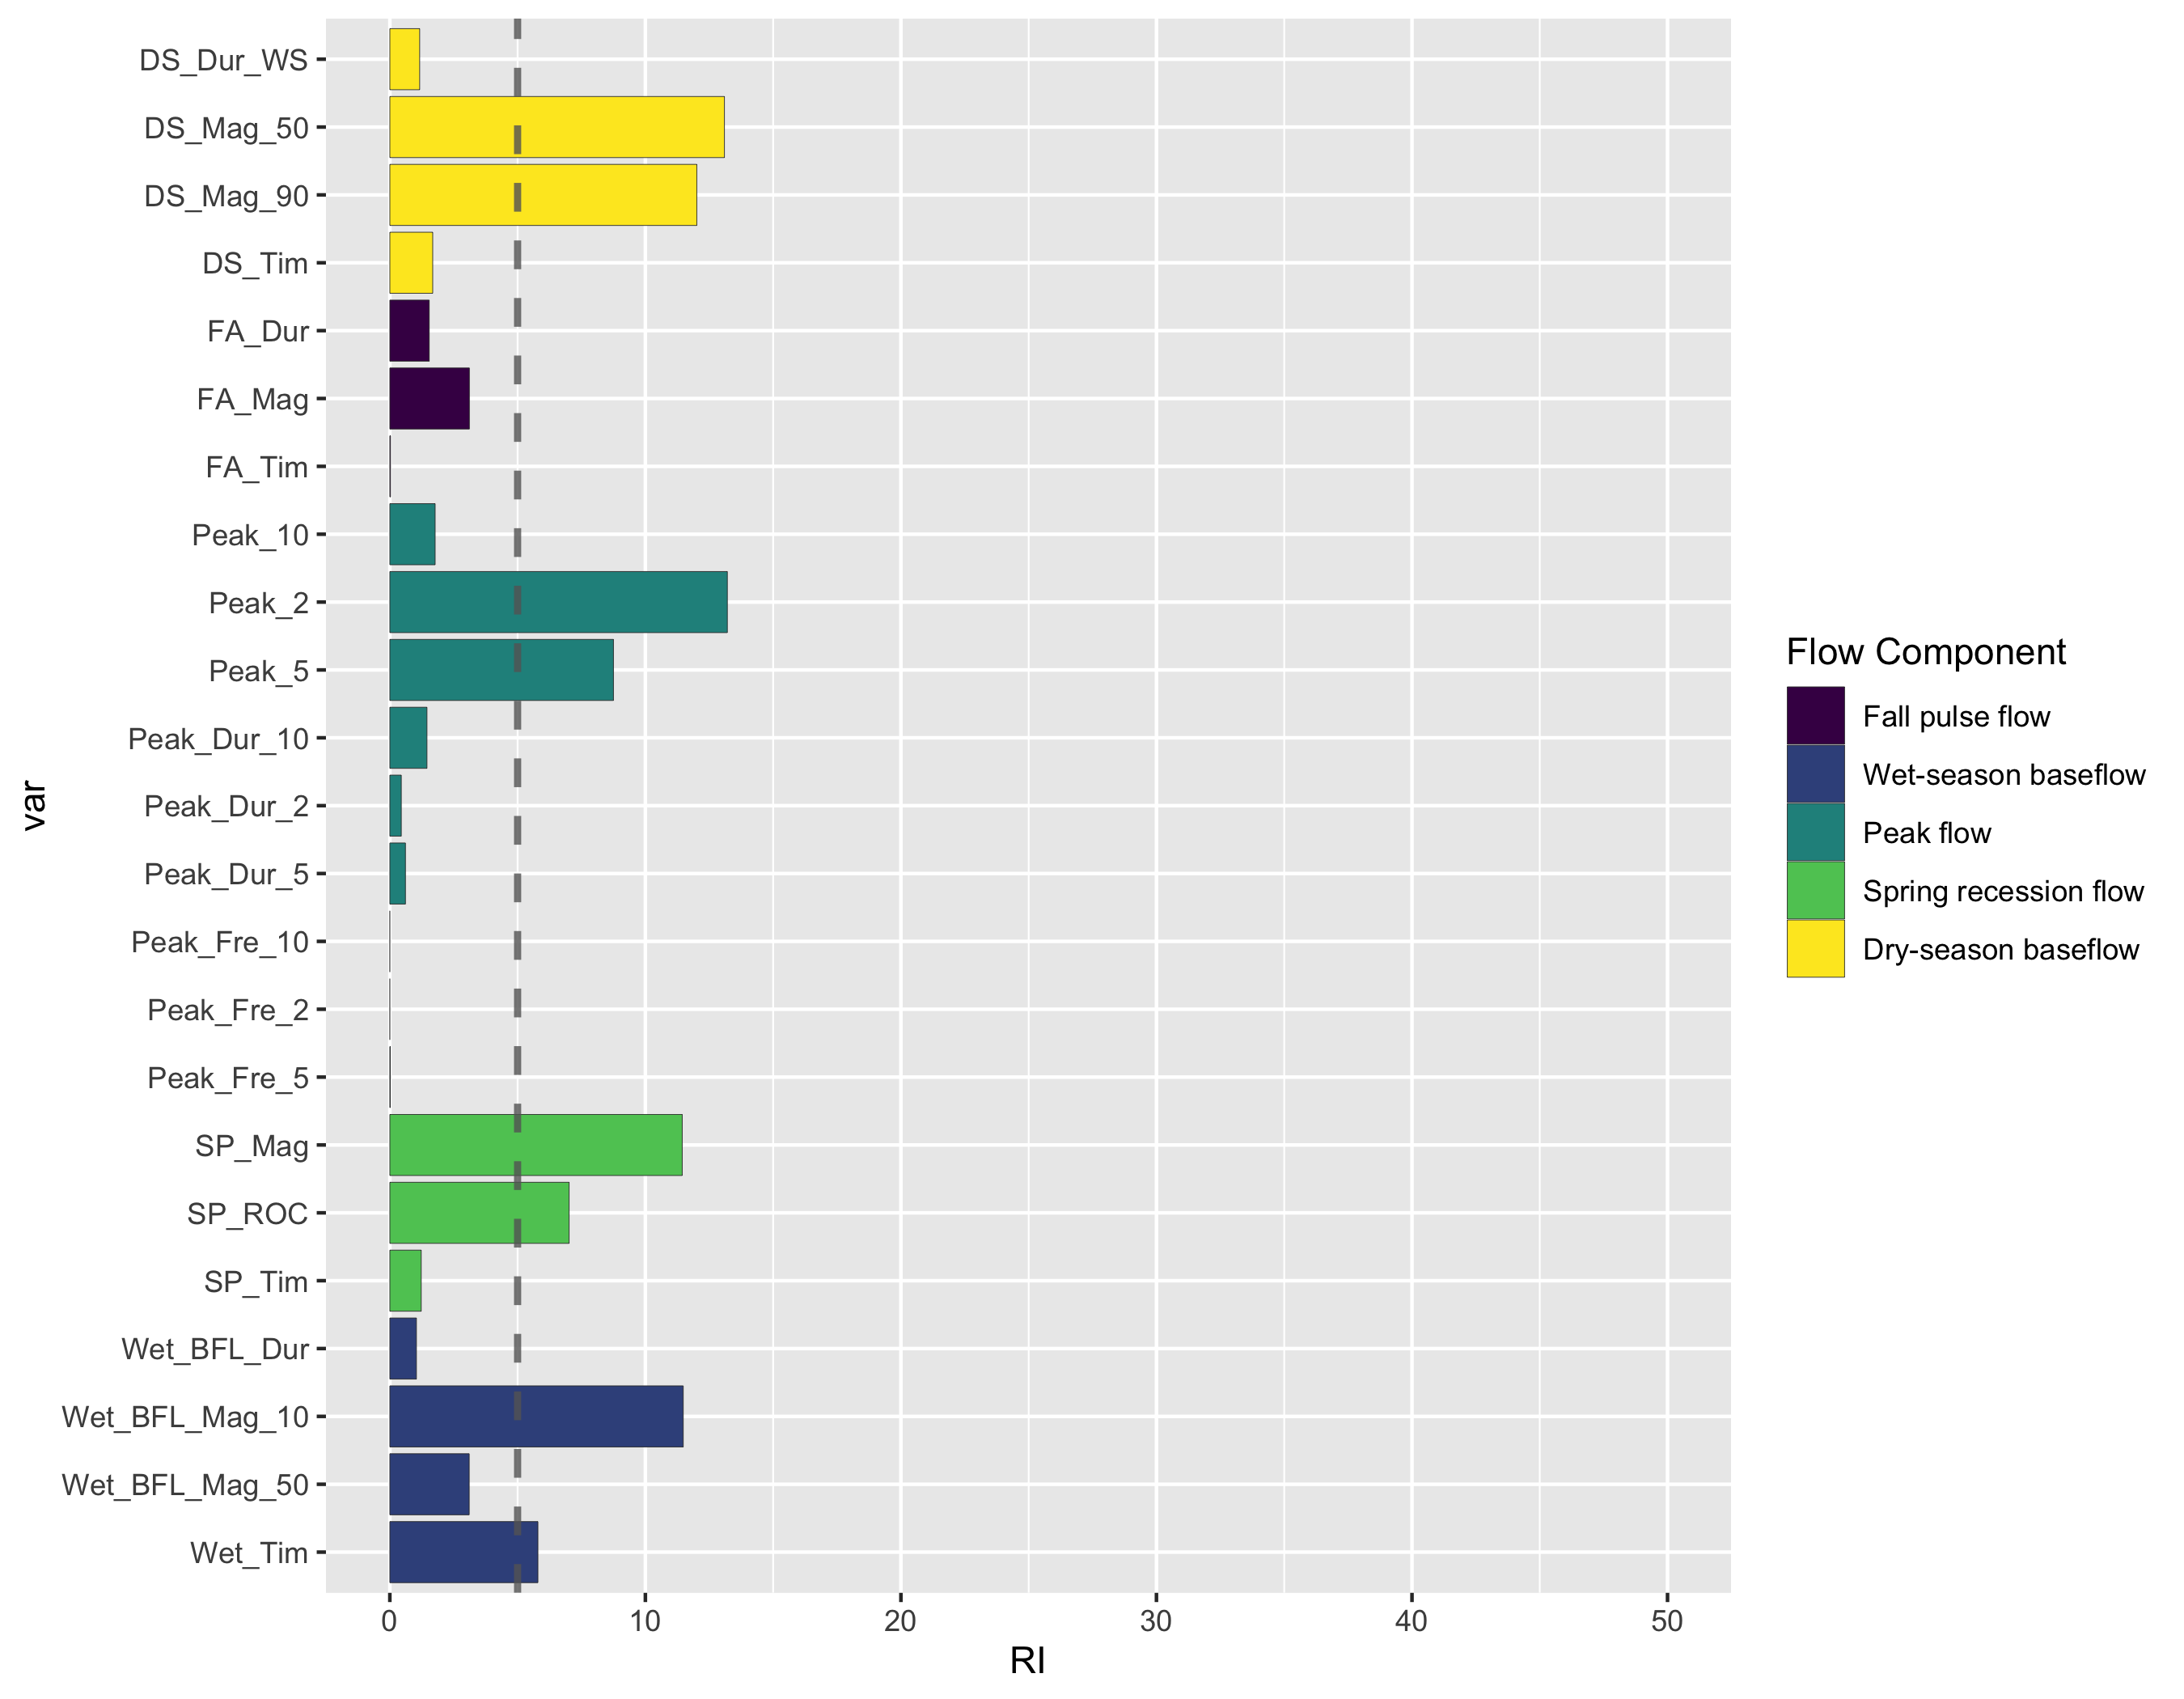 DS_Dur_WS
DS_Mag_50
DS_Mag_90
DS_Tim
FA_Dur
FA_Mag
FA_Tim
Peak_10
Peak_2
Peak_5
Peak_Dur_10
Peak_Dur_2
Peak_Dur_5
Peak_Fre_10
Peak_Fre_2
Peak_Fre_5
SP_Mag
SP_ROC
SP_Tim
Wet_BFL_Dur
Wet_BFL_Mag_10
Wet_BFL_Mag_50
Wet_Tim
var
0 10 20 30 40 50
RI
Flow Component
Fall pulse flow
Wet-season baseflow
Peak flow
Spring recession flow
Dry-season baseflow